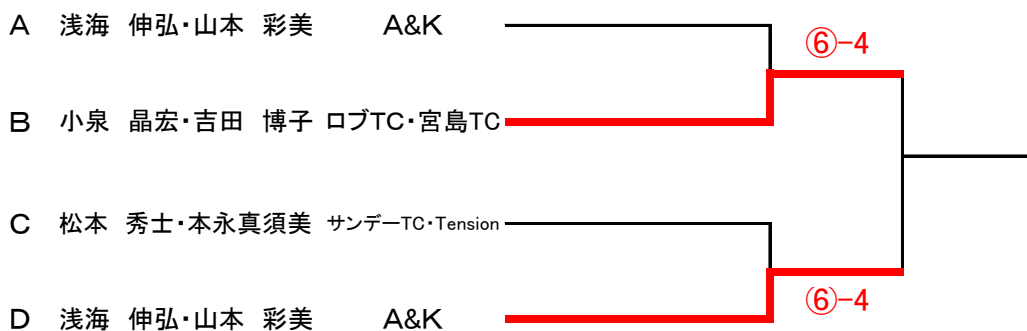 A 浅海 伸弘・山本 彩美 A&K
⑥-4
B 小泉 晶宏・吉田 博子 ロブTC・宮島TC
C 松本 秀士・本永真須美 サンデーTC・Tension
⑥-4
D 浅海 伸弘・山本 彩美 A&K